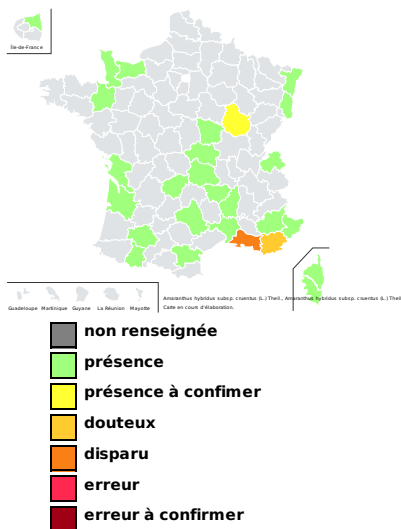 Île-de-France
Guadeloupe Martinique Guyane La Réunion Mayotte
Amaranthus hybridus subsp. cruentus (L.) Thell., Amaranthus hybridus subsp. cruentus (L.) Thell
Carte en cours d'élaboration.
non renseignée
présence
présence à confimer
douteux
disparu
erreur
erreur à confirmer